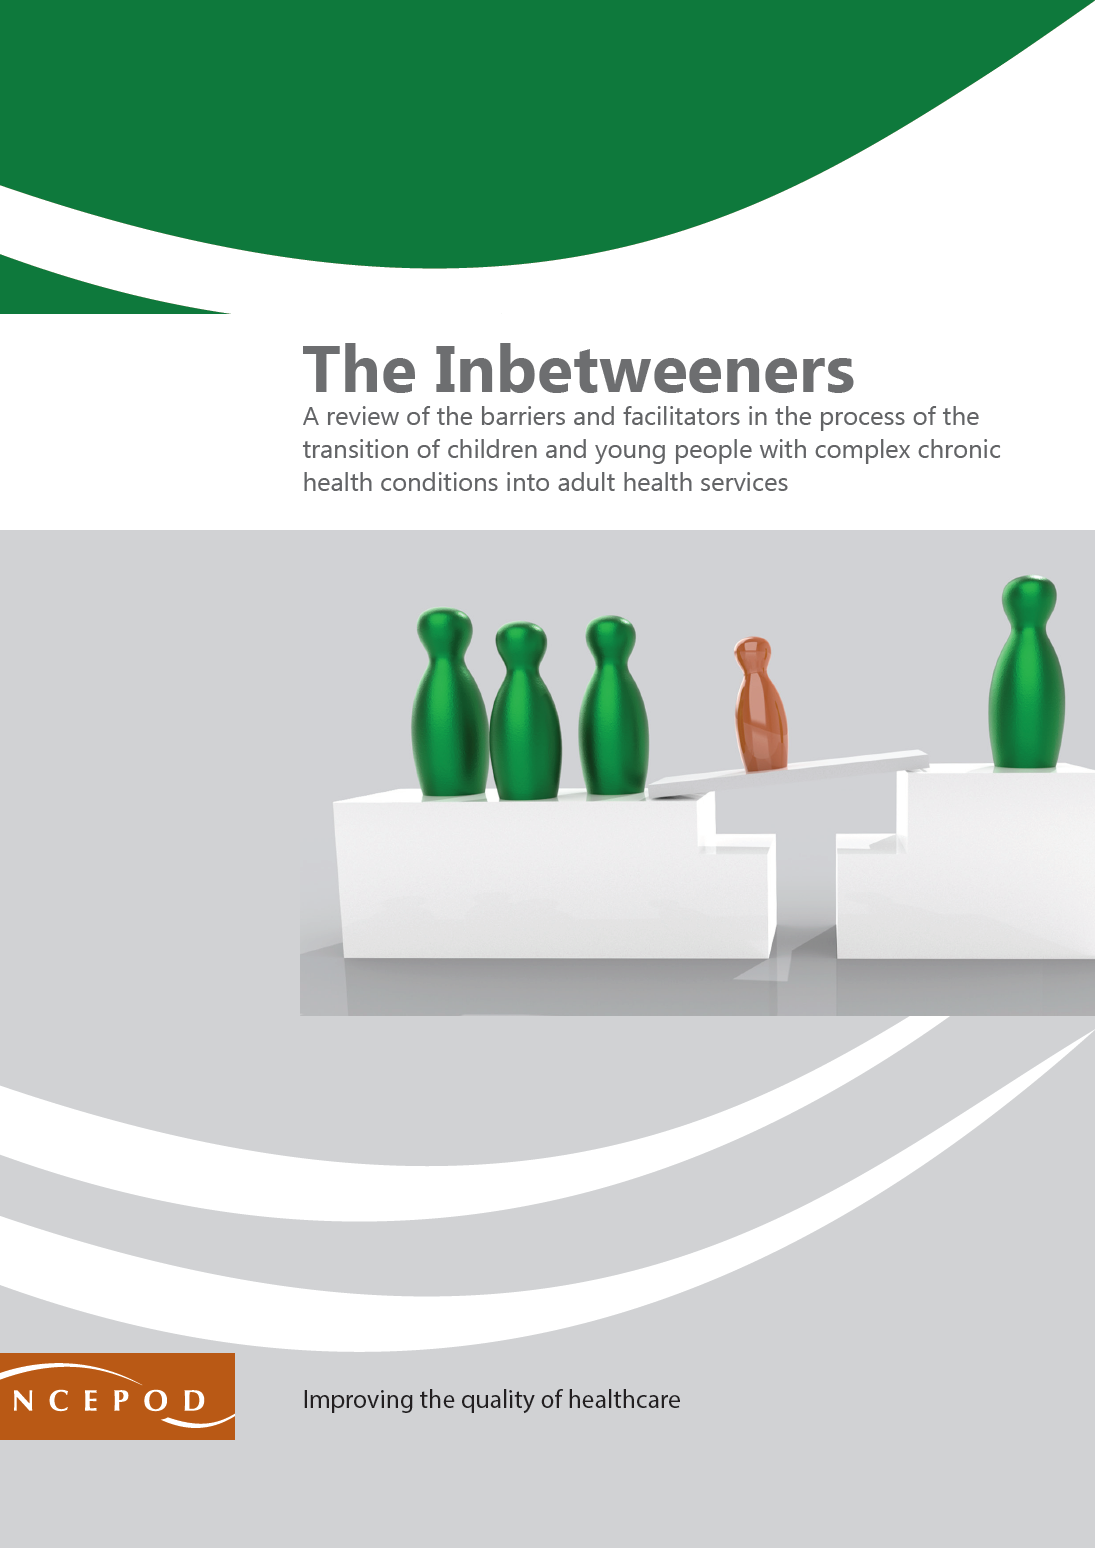 The Inbetweeners
A review of the barriers and facilitators in the process of the
transition of children and young people with complex chronic
health conditions into adult health services
NCEPOD
Improving the quality of healthcare